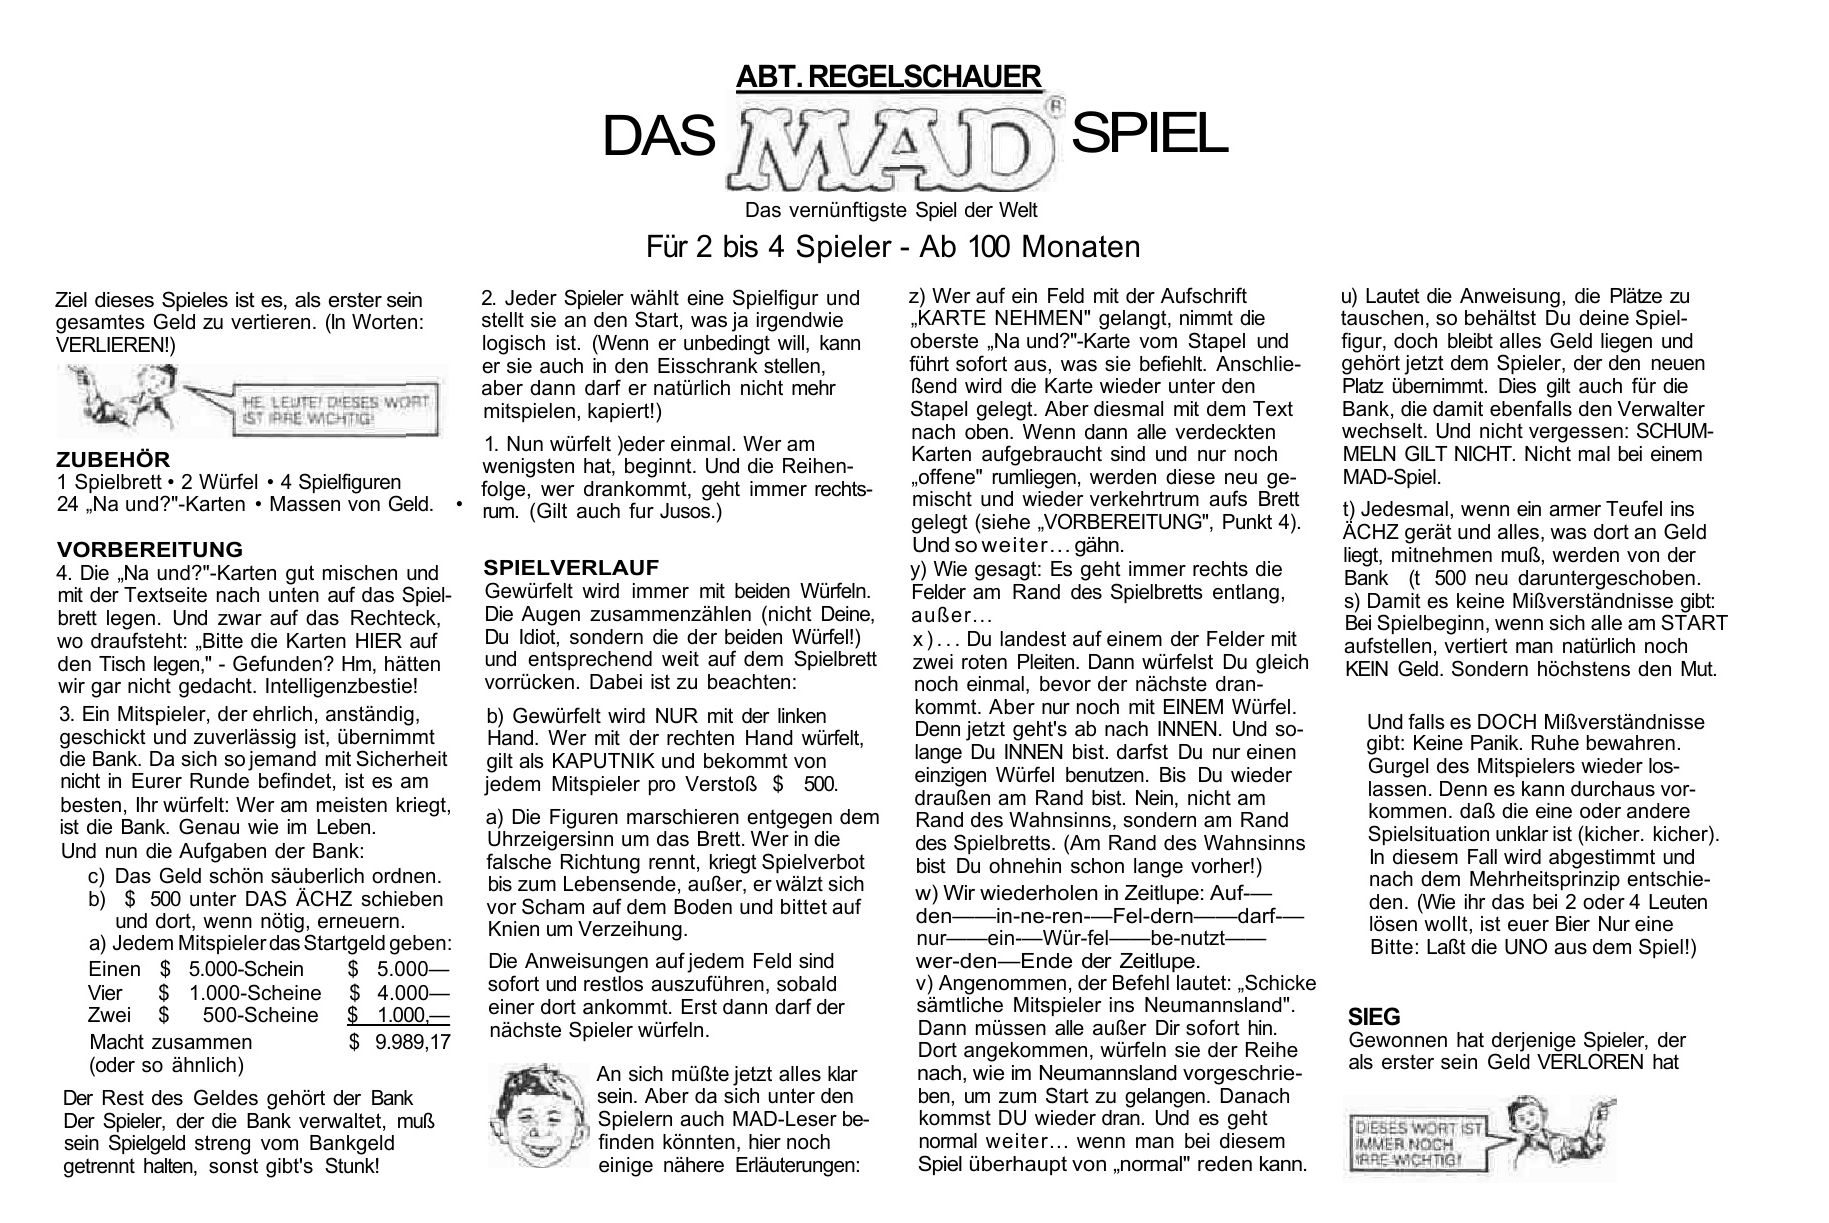 ABT. REGELSCHAUER
DAS MAD® SPIEL
Das vernünftigste Spiel der Welt
Für 2 bis 4 Spieler - Ab 100 Monaten
Ziel dieses Spieles ist es, als erster sein
gesamtes Geld zu vertieren. (In Worten:
VERLIEREN!)
HE, LEUTE! DIESES WORT
IST IRRE WICHTIG!
ZUBEHÖR
1 Spielbrett • 2 Würfel • 4 Spielfiguren
24 „Na und?"-Karten • Massen von Geld. •
VORBEREITUNG
4. Die „Na und?"-Karten gut mischen und
mit der Textseite nach unten auf das Spiel-
brett legen. Und zwar auf das Rechteck,
wo draufsteht: „Bitte die Karten HIER auf
den Tisch legen," - Gefunden? Hm, hätten
wir gar nicht gedacht. Intelligenzbestie!
3. Ein Mitspieler, der ehrlich, anständig,
geschickt und zuverlässig ist, übernimmt
die Bank. Da sich so jemand mit Sicherheit
nicht in Eurer Runde befindet, ist es am
besten, Ihr würfelt: Wer am meisten kriegt,
ist die Bank. Genau wie im Leben.
Und nun die Aufgaben der Bank:
c) Das Geld schön säuberlich ordnen.
b) $ 500 unter DAS ÄCHZ schieben
und dort, wenn nötig, erneuern.
a) Jedem Mitspieler das Startgeld geben:
Einen $ 5.000-Schein $ 5.000—
Vier $ 1.000-Scheine $ 4.000—
Zwei $ 500-Scheine $ 1.000,—
Macht zusammen $ 9.989,17
(oder so ähnlich)
Der Rest des Geldes gehört der Bank
Der Spieler, der die Bank verwaltet, muß
sein Spielgeld streng vom Bankgeld
getrennt halten, sonst gibt's Stunk!
2. Jeder Spieler wählt eine Spielfigur und
stellt sie an den Start, was ja irgendwie
logisch ist. (Wenn er unbedingt will, kann
er sie auch in den Eisschrank stellen,
aber dann darf er natürlich nicht mehr
mitspielen, kapiert!)
1. Nun würfelt )eder einmal. Wer am
wenigsten hat, beginnt. Und die Reihen-
folge, wer drankommt, geht immer rechts-
rum. (Gilt auch fur Jusos.)
SPIELVERLAUF
Gewürfelt wird immer mit beiden Würfeln.
Die Augen zusammenzählen (nicht Deine,
Du Idiot, sondern die der beiden Würfel!)
und entsprechend weit auf dem Spielbrett
vorrücken. Dabei ist zu beachten:
b) Gewürfelt wird NUR mit der linken
Hand. Wer mit der rechten Hand würfelt,
gilt als KAPUTNIK und bekommt von
jedem Mitspieler pro Verstoß $ 500.
a) Die Figuren marschieren entgegen dem
Uhrzeigersinn um das Brett. Wer in die
falsche Richtung rennt, kriegt Spielverbot
bis zum Lebensende, außer, er wälzt sich
vor Scham auf dem Boden und bittet auf
Knien um Verzeihung.
Die Anweisungen auf jedem Feld sind
sofort und restlos auszuführen, sobald
einer dort ankommt. Erst dann darf der
nächste Spieler würfeln.
An sich müßte jetzt alles klar
sein. Aber da sich unter den
Spielern auch MAD-Leser be-
finden könnten, hier noch
einige nähere Erläuterungen:
z) Wer auf ein Feld mit der Aufschrift
„KARTE NEHMEN" gelangt, nimmt die
oberste „Na und?"-Karte vom Stapel und
führt sofort aus, was sie befiehlt. Anschlie-
ßend wird die Karte wieder unter den
Stapel gelegt. Aber diesmal mit dem Text
nach oben. Wenn dann alle verdeckten
Karten aufgebraucht sind und nur noch
„offene" rumliegen, werden diese neu ge-
mischt und wieder verkehrtrum aufs Brett
gelegt (siehe „VORBEREITUNG", Punkt 4).
Und so weiter... gähn.
y) Wie gesagt: Es geht immer rechts die
Felder am Rand des Spielbretts entlang,
außer...
x)... Du landest auf einem der Felder mit
zwei roten Pleiten. Dann würfelst Du gleich
noch einmal, bevor der nächste dran-
kommt. Aber nur noch mit EINEM Würfel.
Denn jetzt geht's ab nach INNEN. Und so-
lange Du INNEN bist. darfst Du nur einen
einzigen Würfel benutzen. Bis Du wieder
draußen am Rand bist. Nein, nicht am
Rand des Wahnsinns, sondern am Rand
des Spielbretts. (Am Rand des Wahnsinns
bist Du ohnehin schon lange vorher!)
w) Wir wiederholen in Zeitlupe: Auf-—
den——in-ne-ren-—Fel-dern——darf-—
nur——ein-—Wür-fel——be-nutzt——
wer-den—Ende der Zeitlupe.
v) Angenommen, der Befehl lautet: „Schicke
sämtliche Mitspieler ins Neumannsland".
Dann müssen alle außer Dir sofort hin.
Dort angekommen, würfeln sie der Reihe
nach, wie im Neumannsland vorgeschrie-
ben, um zum Start zu gelangen. Danach
kommst DU wieder dran. Und es geht
normal weiter... wenn man bei diesem
Spiel überhaupt von „normal" reden kann.
u) Lautet die Anweisung, die Plätze zu
tauschen, so behältst Du deine Spiel-
figur, doch bleibt alles Geld liegen und
gehört jetzt dem Spieler, der den neuen
Platz übernimmt. Dies gilt auch für die
Bank, die damit ebenfalls den Verwalter
wechselt. Und nicht vergessen: SCHUM-
MELN GILT NICHT. Nicht mal bei einem
MAD-Spiel.
t) Jedesmal, wenn ein armer Teufel ins
ÄCHZ gerät und alles, was dort an Geld
liegt, mitnehmen muß, werden von der
Bank (t 500 neu daruntergeschoben.
s) Damit es keine Mißverständnisse gibt:
Bei Spielbeginn, wenn sich alle am START
aufstellen, vertiert man natürlich noch
KEIN Geld. Sondern höchstens den Mut.
Und falls es DOCH Mißverständnisse
gibt: Keine Panik. Ruhe bewahren.
Gurgel des Mitspielers wieder los-
lassen. Denn es kann durchaus vor-
kommen. daß die eine oder andere
Spielsituation unklar ist (kicher. kicher).
In diesem Fall wird abgestimmt und
nach dem Mehrheitsprinzip entschie-
den. (Wie ihr das bei 2 oder 4 Leuten
lösen wollt, ist euer Bier Nur eine
Bitte: Laßt die UNO aus dem Spiel!)
SIEG
Gewonnen hat derjenige Spieler, der
als erster sein Geld VERLOREN hat
DIESES WORT IST
IMMER NOCH
IRRE WICHTIG!